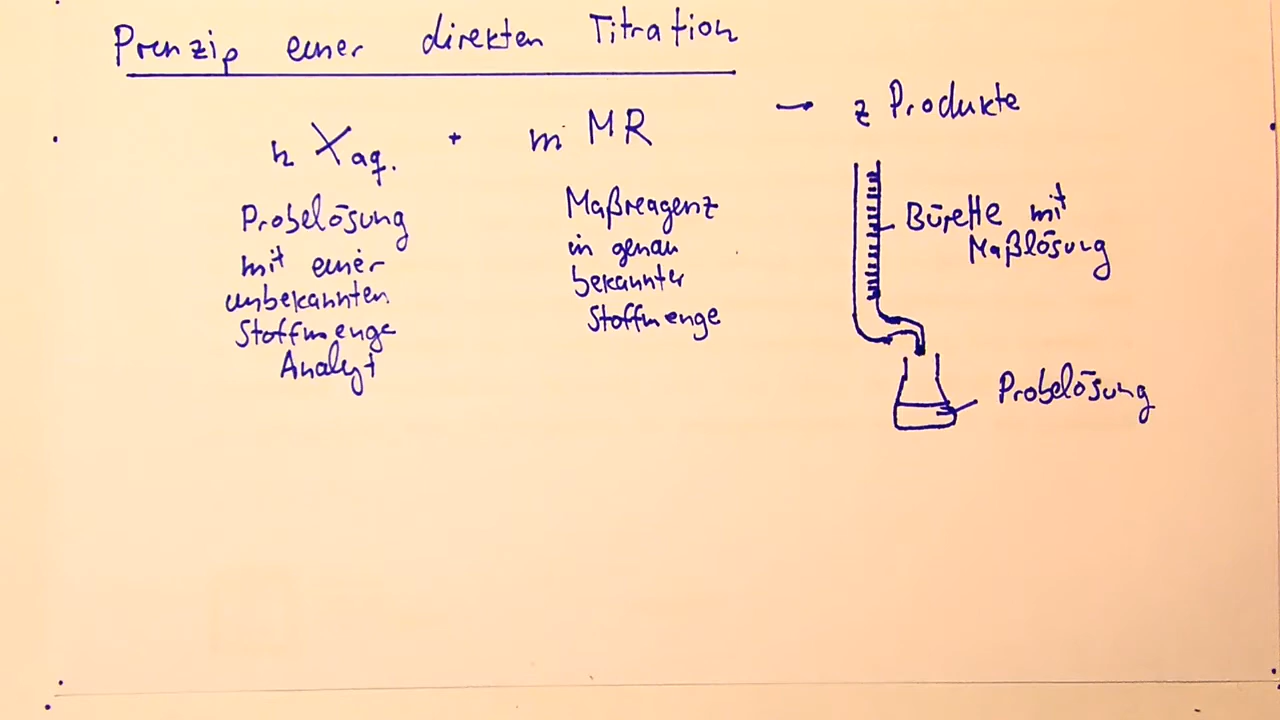 Prinzip einer direkten Titration
n Xaq. + m MR → z Produkte
Probelösung
mit einer
unbekannten
Stoffmenge
Analyt
Maßreagenz
in genau
bekannter
Stoffmenge
Bürette mit
Maßlösung
Probelösung